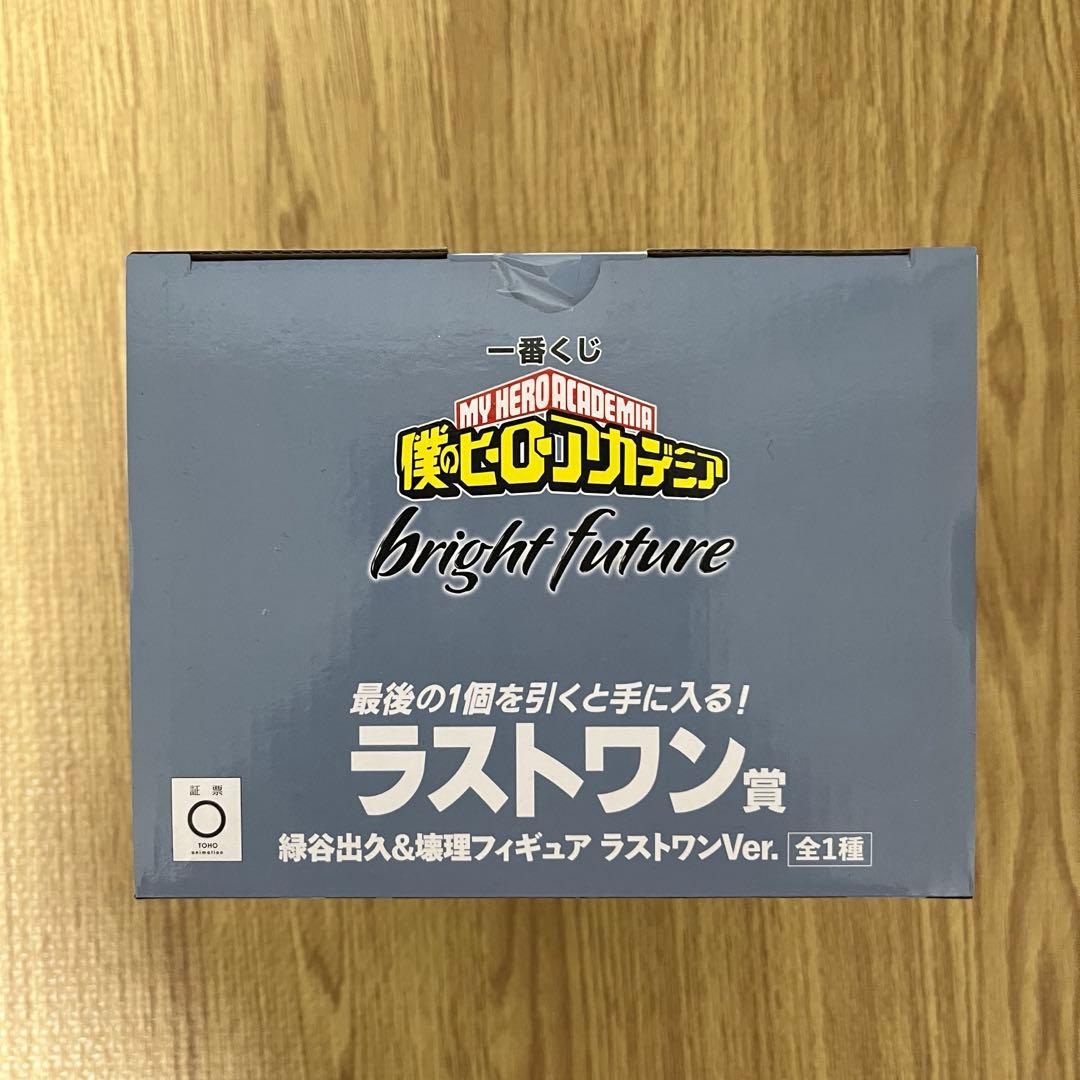 一番くじ
MY HERO ACADEMIA
僕のヒーローアカデミア
bright future
最後の1個を引くと手に入る!
ラストワン賞
緑谷出久&壊理フィギュア ラストワンVer. 全1種
証票
TOHO
animation